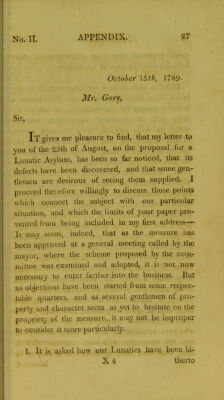 No. II. APPENDIX. 27
October 15th, 1789.
Mr. Gore,
Sir,
IT gives me pleasure to find, that my letter to
you of the 25th of August, on the proposal for a
Lunatic Asylum, has been so far noticed, that its
defects have been discovered, and that some gen-
tlemen are desirous of seeing them supplied. I
proceed therefore willingly to discuss those points
which connect the subject with our particular
situation, and which the limits of your paper pre-
vented from being included in my first address—
It may seem, indeed, that as the measure has
been approved at a general meeting called by the
mayor, where the scheme proposed by the com-
mittee was examined and adopted, it is not now
necessary to enter farther into the business. But
as objections have been started from some respec-
table quarters, and as several gentlemen of pro-
perty and character seem as yet to hesitate on the
propriety of the measure, it may not be improper
to consider it more particularly.
1. It is asked how our Lunatics have been hi-
X 4 therto